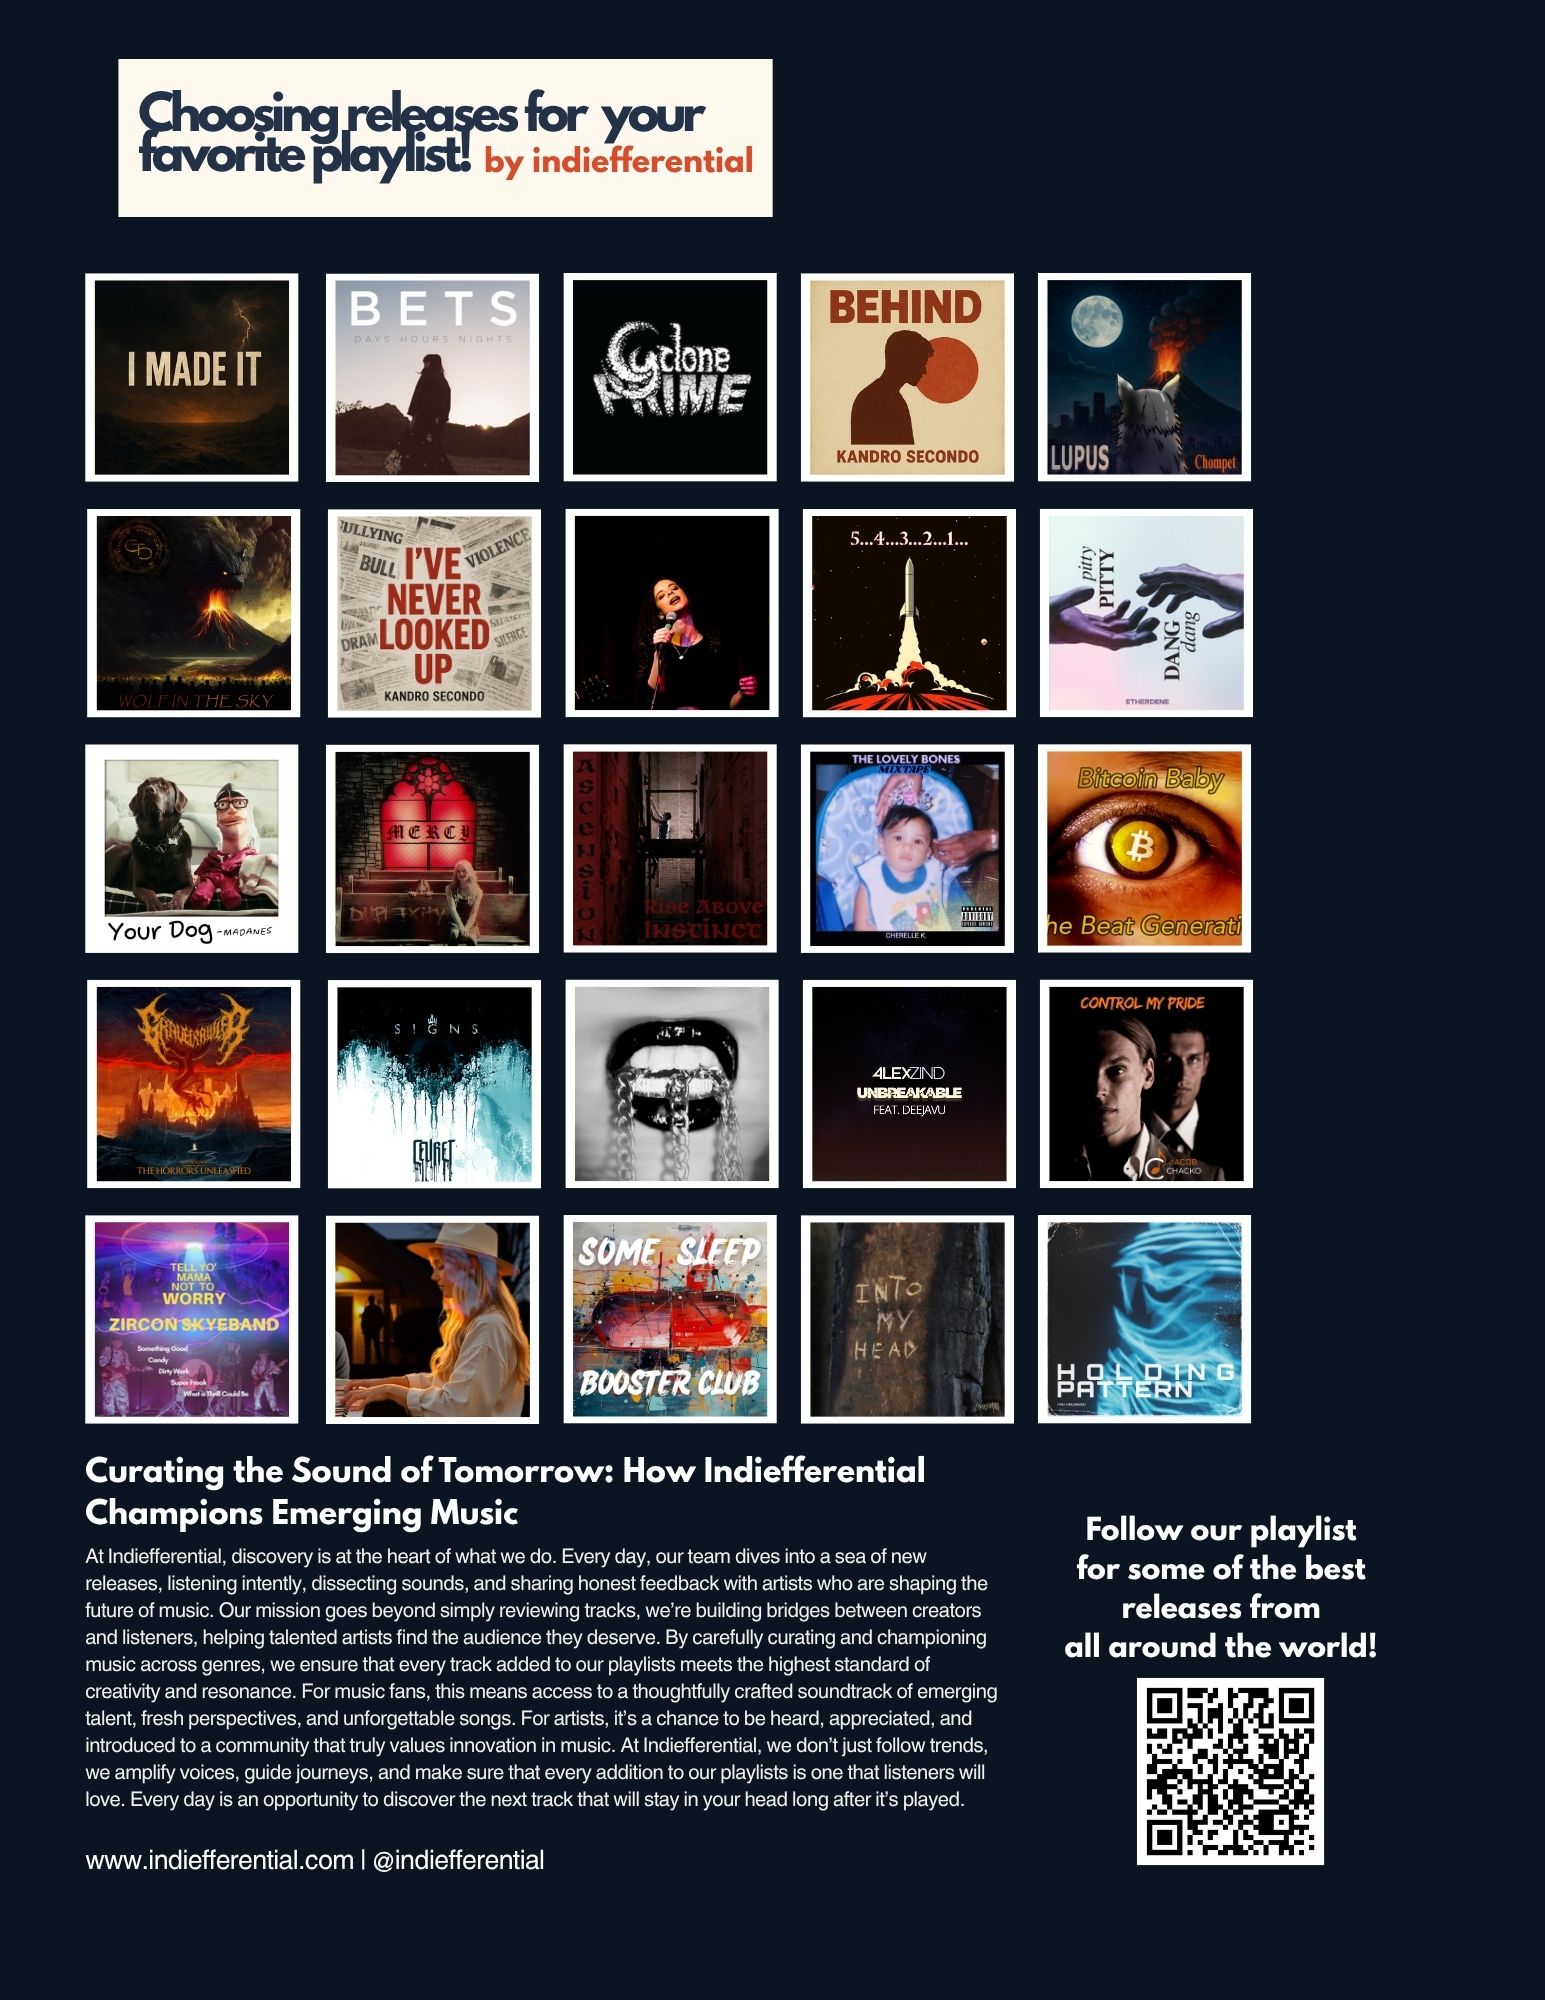 Choosing releases for your
favorite playlist! by indiefferential
I MADE IT
BETS
DAYS HOURS NIGHTS
Cyclone
PRIME
BEHIND
KANDRO SECONDO
LUPUS
Chompet
WOLF IN THE SKY
BULL
VIOLENCE
I'VE
NEVER
LOOKED
UP
SILENCE
KANDRO SECONDO
5...4...3...2...1...
pitty
PITTY
DANG
dang
ETHERDENE
Your Dog -MADANES
MERCY
DUPLEXITY
ASCENSION
Rise Above
Instinct
THE LOVELY BONES
MIXTAPE
PARENTAL
ADVISORY
EXPLICIT CONTENT
CHERELLE K.
Bitcoin Baby
he Beat Generati
GRAVECRAWLER
THE HORRORS UNLEASHED
SIGNS
ALEXZIND
UNBREAKABLE
FEAT. DEEJAVU
CONTROL MY PRIDE
JACOB
CHACKO
TELL YO'
MAMA
NOT TO
WORRY
ZIRCON SKYEBAND
Something Good
Candy
Dirty Work
Super Freak
What a Thrill Could Be
SOME SLEEP
BOOSTER CLUB
INTO
MY
HEAD
HOLDING
PATTERN
Curating the Sound of Tomorrow: How Indiefferential
Champions Emerging Music
At Indiefferential, discovery is at the heart of what we do. Every day, our team dives into a sea of new
releases, listening intently, dissecting sounds, and sharing honest feedback with artists who are shaping the
future of music. Our mission goes beyond simply reviewing tracks, we’re building bridges between creators
and listeners, helping talented artists find the audience they deserve. By carefully curating and championing
music across genres, we ensure that every track added to our playlists meets the highest standard of
creativity and resonance. For music fans, this means access to a thoughtfully crafted soundtrack of emerging
talent, fresh perspectives, and unforgettable songs. For artists, it’s a chance to be heard, appreciated, and
introduced to a community that truly values innovation in music. At Indiefferential, we don’t just follow trends,
we amplify voices, guide journeys, and make sure that every addition to our playlists is one that listeners will
love. Every day is an opportunity to discover the next track that will stay in your head long after it’s played.
www.indiefferential.com | @indiefferential
Follow our playlist
for some of the best
releases from
all around the world!